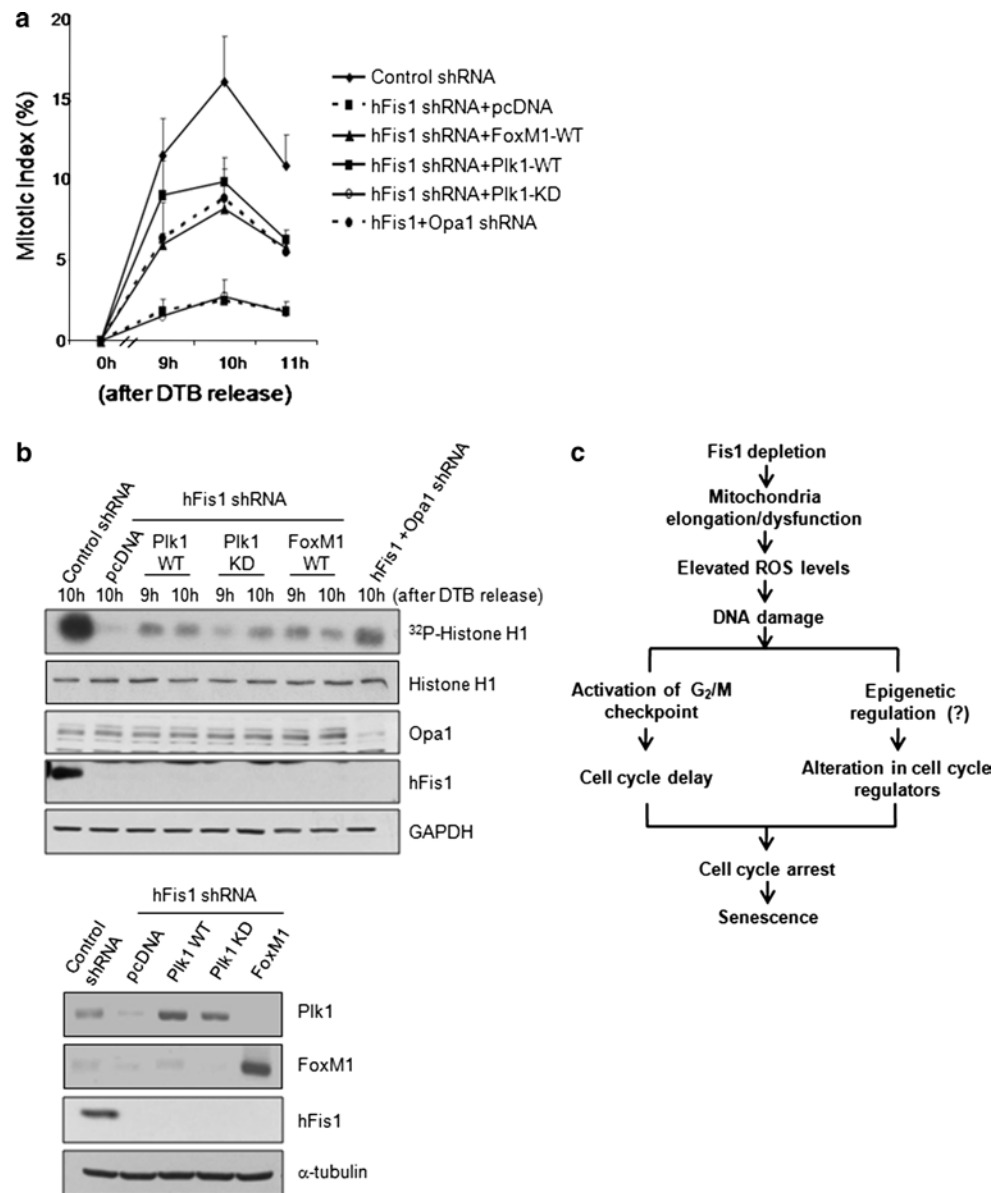 a
20
15
10
5
0
Mitotic Index (%)
0h 9h 10h 11h
(after DTB release)
Control shRNA
hFis1 shRNA+pcDNA
hFis1 shRNA+FoxM1-WT
hFis1 shRNA+Plk1-WT
hFis1 shRNA+Plk1-KD
hFis1+Opa1 shRNA
b
Control shRNA
pcDNA
hFis1 shRNA
Plk1 WT
Plk1 KD
FoxM1 WT
hFis1 +Opa1 shRNA
10h 10h 9h 10h 9h 10h 9h 10h 10h (after DTB release)
32P-Histone H1
Histone H1
Opa1
hFis1
GAPDH
hFis1 shRNA
Control shRNA
pcDNA
Plk1 WT
Plk1 KD
FoxM1
Plk1
FoxM1
hFis1
α-tubulin
c
Fis1 depletion
Mitochondria
elongation/dysfunction
Elevated ROS levels
DNA damage
Activation of G2/M
checkpoint
Cell cycle delay
Epigenetic
regulation (?)
Alteration in cell cycle
regulators
Cell cycle arrest
Senescence